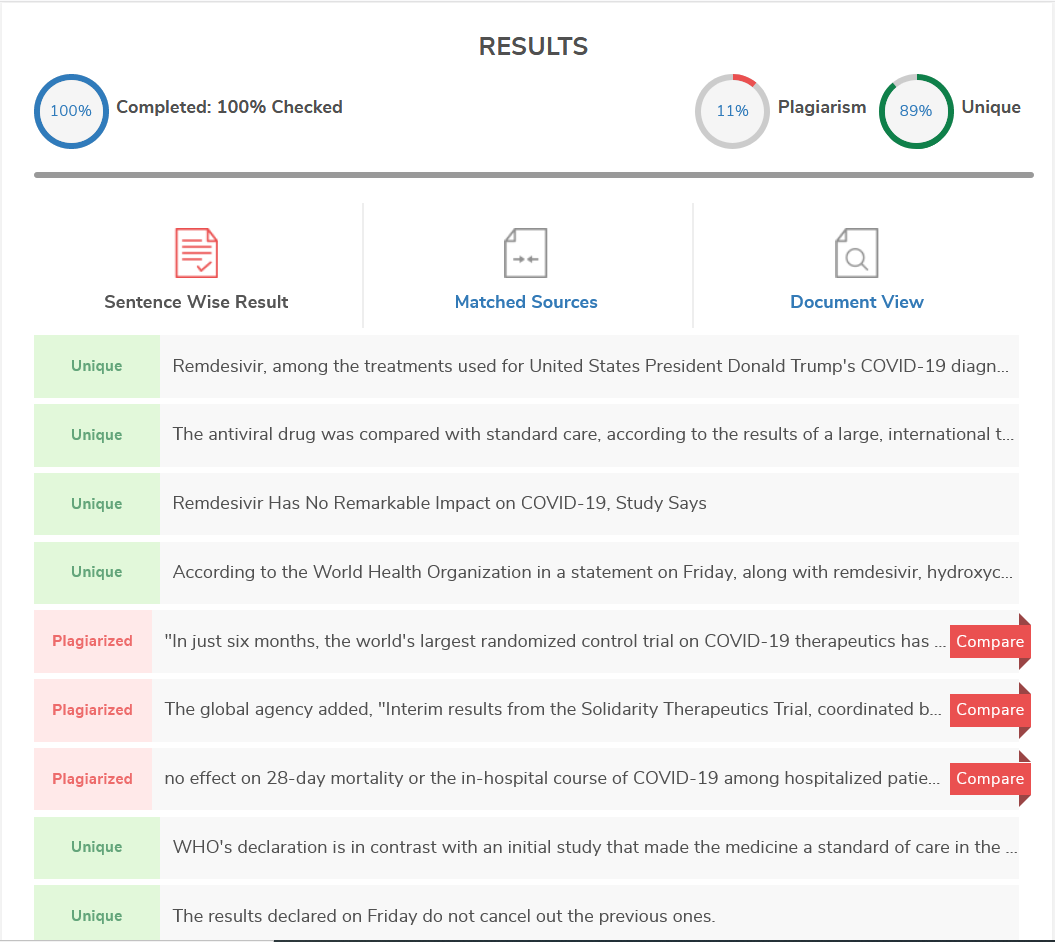 RESULTS
100%
Completed: 100% Checked
11%
Plagiarism
89%
Unique
Sentence Wise Result
Matched Sources
Document View
Unique
Remdesivir, among the treatments used for United States President Donald Trump's COVID-19 diagn...
Unique
The antiviral drug was compared with standard care, according to the results of a large, international t...
Unique
Remdesivir Has No Remarkable Impact on COVID-19, Study Says
Unique
According to the World Health Organization in a statement on Friday, along with remdesivir, hydroxyc...
Plagiarized
"In just six months, the world's largest randomized control trial on COVID-19 therapeutics has ...
Compare
Plagiarized
The global agency added, "Interim results from the Solidarity Therapeutics Trial, coordinated b...
Compare
Plagiarized
no effect on 28-day mortality or the in-hospital course of COVID-19 among hospitalized patie...
Compare
Unique
WHO's declaration is in contrast with an initial study that made the medicine a standard of care in the ...
Unique
The results declared on Friday do not cancel out the previous ones.